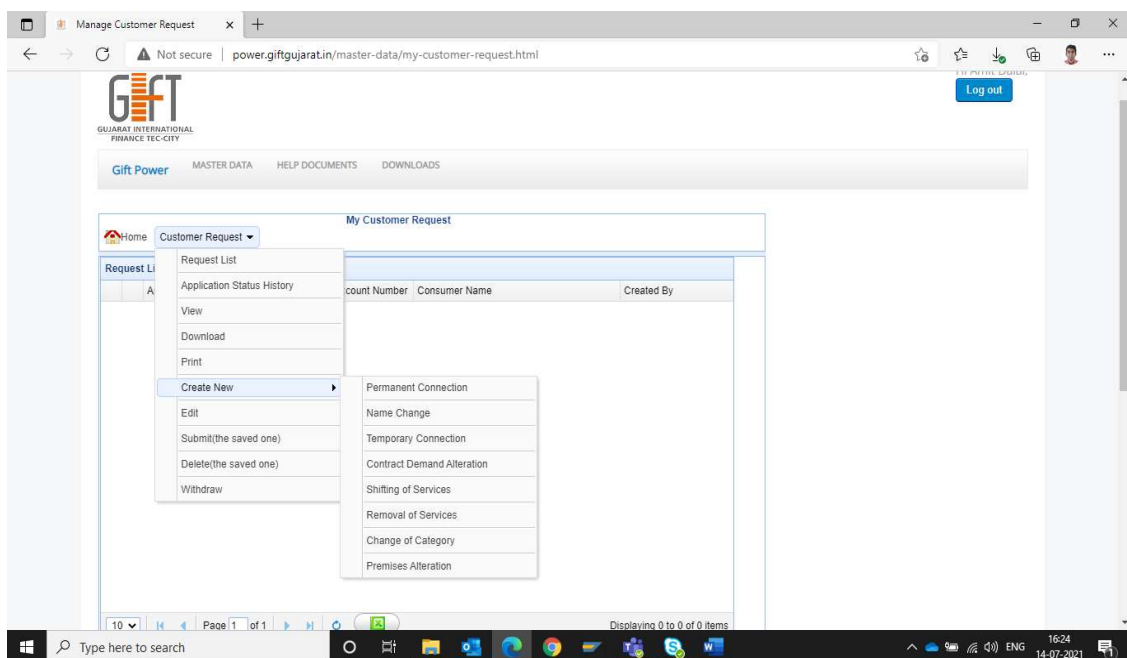 Manage Customer Request
Not secure | power.giftgujarat.in/master-data/my-customer-request.html
Log out
GIFT
GUJARAT INTERNATIONAL
FINANCE TEC-CITY
Gift Power MASTER DATA HELP DOCUMENTS DOWNLOADS
My Customer Request
Home Customer Request
Request Li
A count Number Consumer Name Created By
Request List
Application Status History
View
Download
Print
Create New
Edit
Submit(the saved one)
Delete(the saved one)
Withdraw
Permanent Connection
Name Change
Temporary Connection
Contract Demand Alteration
Shifting of Services
Removal of Services
Change of Category
Premises Alteration
10 Page 1 of 1 Displaying 0 to 0 of 0 items
Type here to search
ENG
16:24
14-07-2021